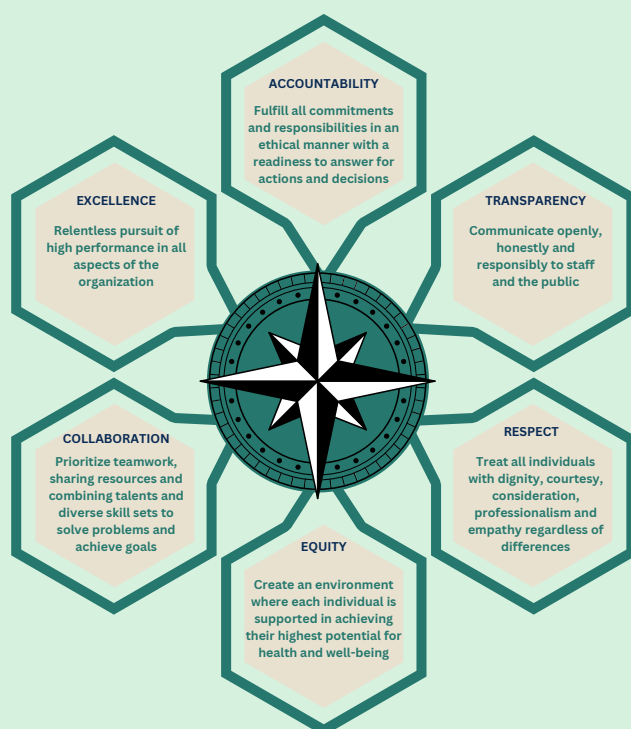 ACCOUNTABILITY
Fulfill all commitments
and responsibilities in an
ethical manner with a
readiness to answer for
actions and decisions
EXCELLENCE
Relentless pursuit of
high performance in all
aspects of the
organization
TRANSPARENCY
Communicate openly,
honestly and
responsibly to staff
and the public
COLLABORATION
Prioritize teamwork,
sharing resources and
combining talents and
diverse skill sets to
solve problems and
achieve goals
RESPECT
Treat all individuals
with dignity, courtesy,
consideration,
professionalism and
empathy regardless of
differences
EQUITY
Create an environment
where each individual is
supported in achieving
their highest potential for
health and well-being